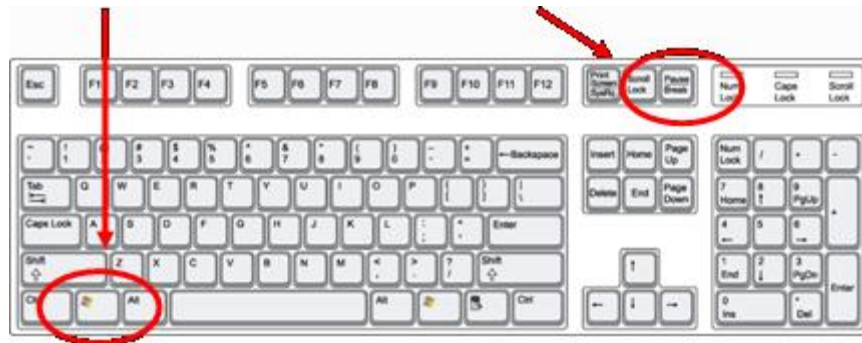 Esc F1 F2 F3 F4 F5 F6 F7 F8 F9 F10 F11 F12 Print Screen SysRq Scroll Lock Pause Break Num Lock Caps Lock Scroll Lock
~ ! 1 # 3 $ 4 % 5 ^ 6 & 7 * 8 ( 9 ) 0 - + = ←Backspace Insert Home Page Up Num Lock / * -
Tab Q W E R T Y U I O P { [ } ] | \ Delete End Page Down 7 Home 8 ↑ 9 PgUp +
Caps Lock A S D F G H J K L : ; " Enter 4 ← 5 6 →
Shift Z X C V B N M < , > . ? / Shift ↑ 1 End 2 ↓ 3 PgDn Enter
Alt Alt Ctrl ← ↓ → 0 Ins . Del